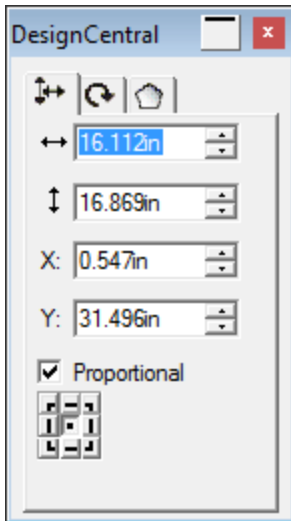 DesignCentral
16.112in
16.869in
X: 0.547in
Y: 31.496in
Proportional